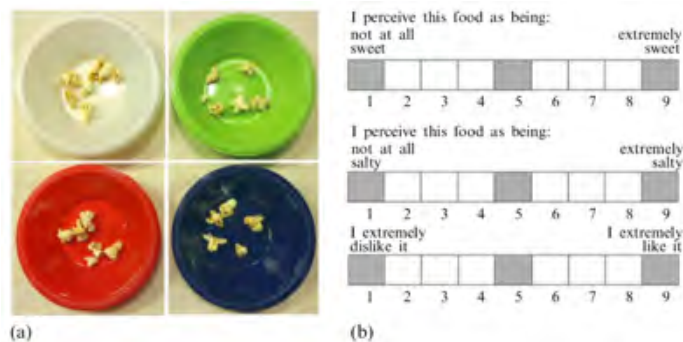 I perceive this food as being:
not at all extremely
sweet sweet
1 2 3 4 5 6 7 8 9
I perceive this food as being:
not at all extremely
salty salty
1 2 3 4 5 6 7 8 9
I extremely I extremely
dislike it like it
1 2 3 4 5 6 7 8 9
(a) (b)